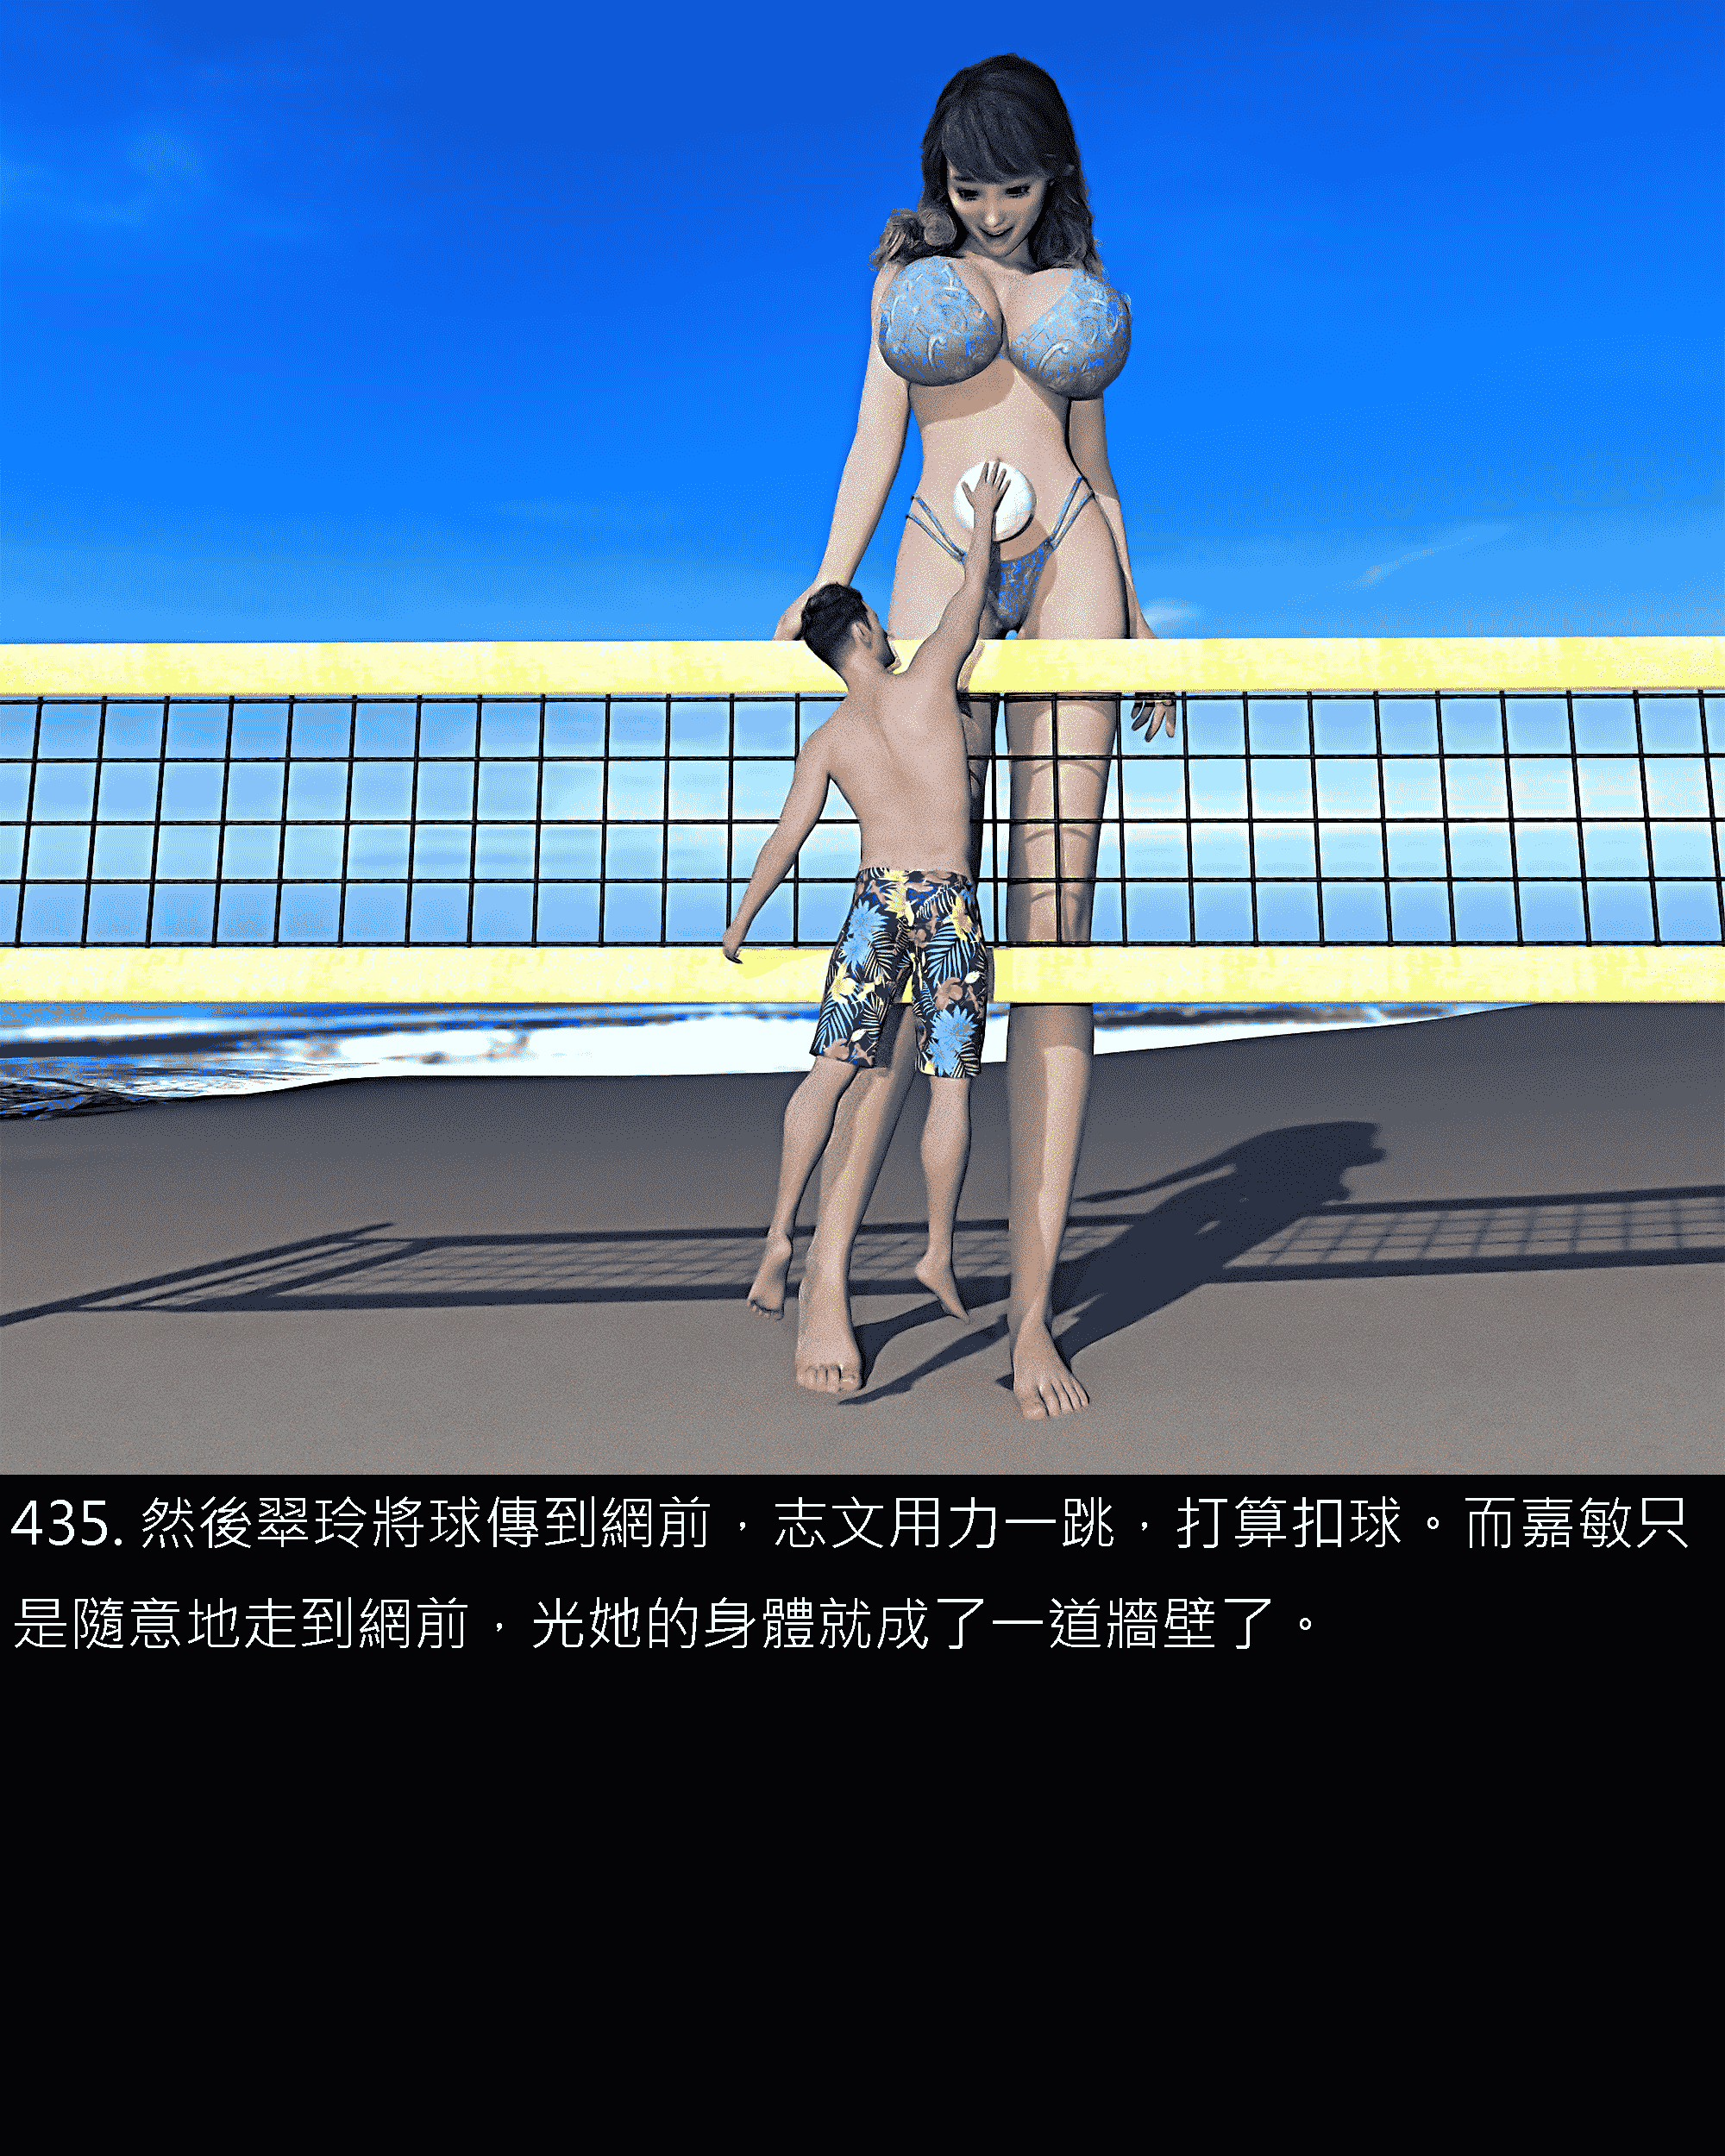 435. 然後翠玲將球傳到網前，志文用力一跳，打算扣球。而嘉敏只
是隨意地走到網前，光她的身體就成了一道牆壁了。